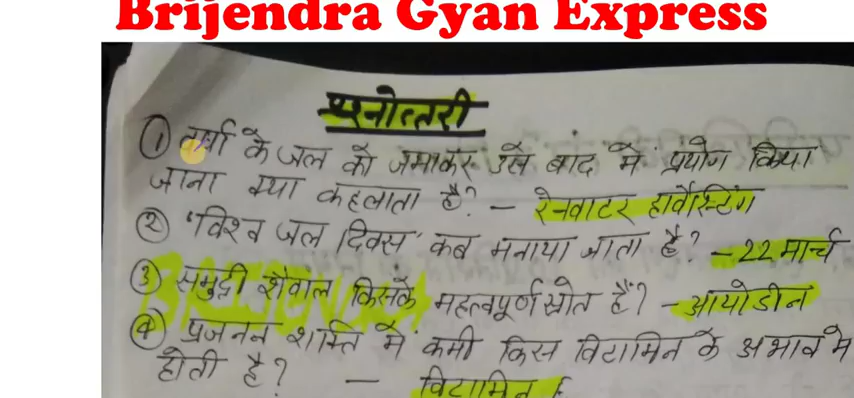 Brijendra Gyan Express
प्रश्नोत्तरी
① वर्षा के जल को जमाकर उसे बाद में प्रयोग किया
जाना क्या कहलाता है? – रेनवाटर हार्वेस्टिंग
② 'विश्व जल दिवस' कब मनाया जाता है? – 22 मार्च
③ समुद्री शैवाल किसके महत्वपूर्ण स्रोत हैं? – आयोडीन
④ प्रजनन शक्ति में कमी किस विटामिन के अभाव में
होती है? – विटामिन E